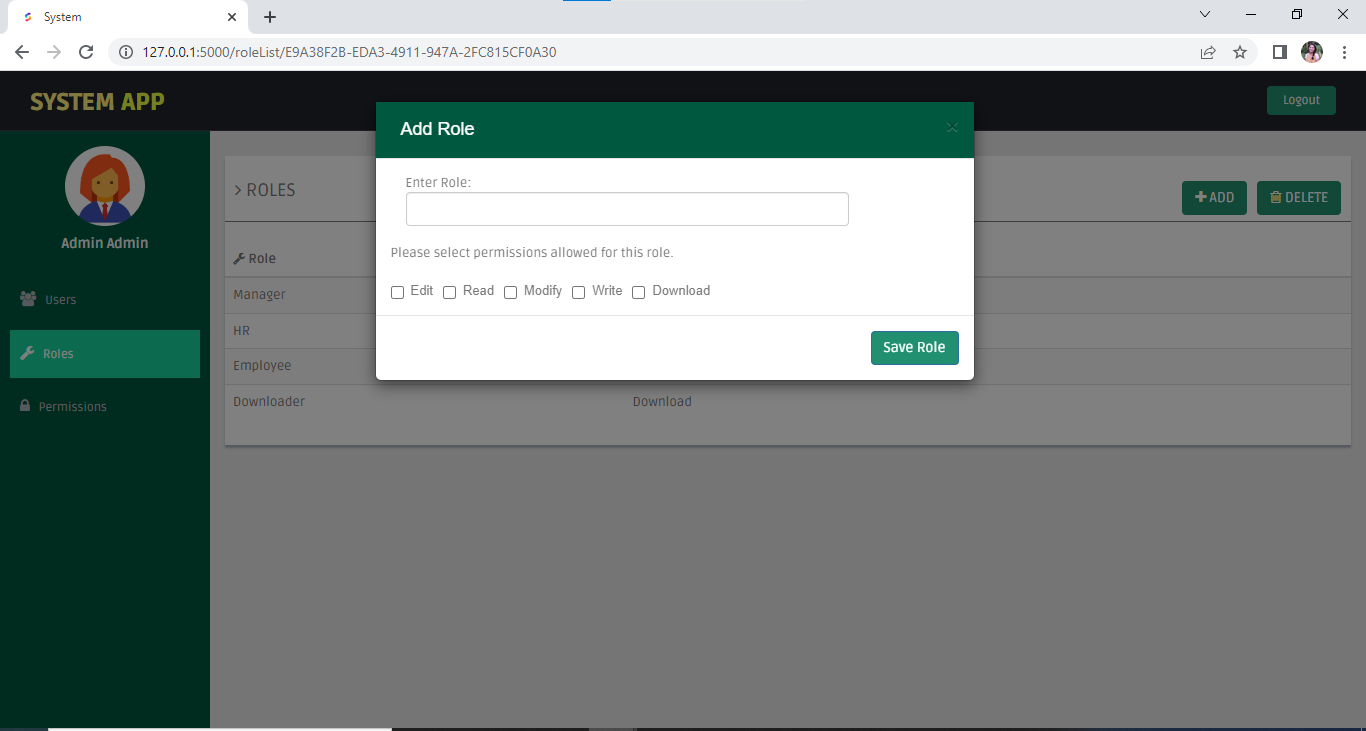 System
127.0.0.1:5000/roleList/E9A38F2B-EDA3-4911-947A-2FC815CF0A30
SYSTEM APP
Logout
Add Role
Admin Admin
Users
Roles
Permissions
> ROLES
ADD
DELETE
Enter Role:
Please select permissions allowed for this role.
Edit Read Modify Write Download
Save Role
Role
Manager
HR
Employee
Downloader Download